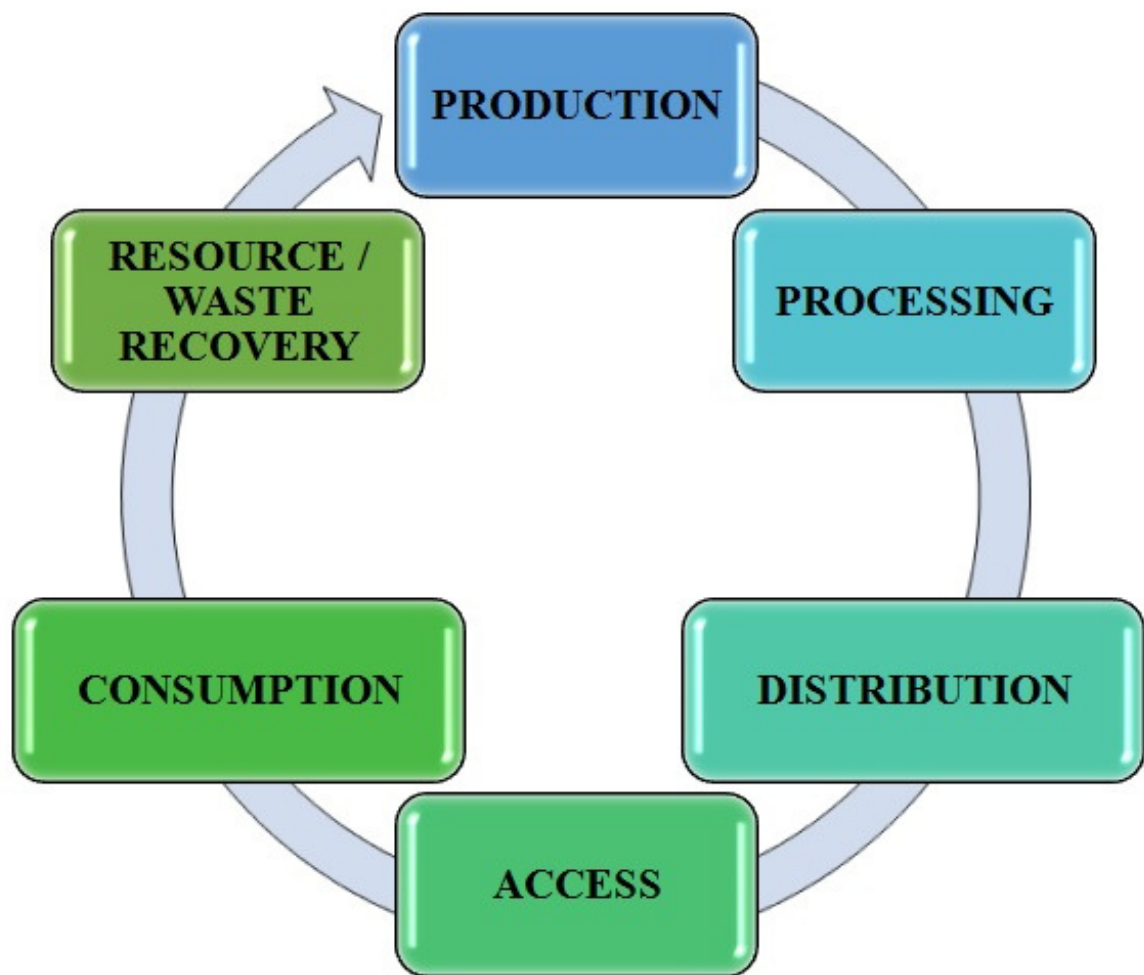 PRODUCTION
PROCESSING
DISTRIBUTION
ACCESS
CONSUMPTION
RESOURCE /
WASTE
RECOVERY